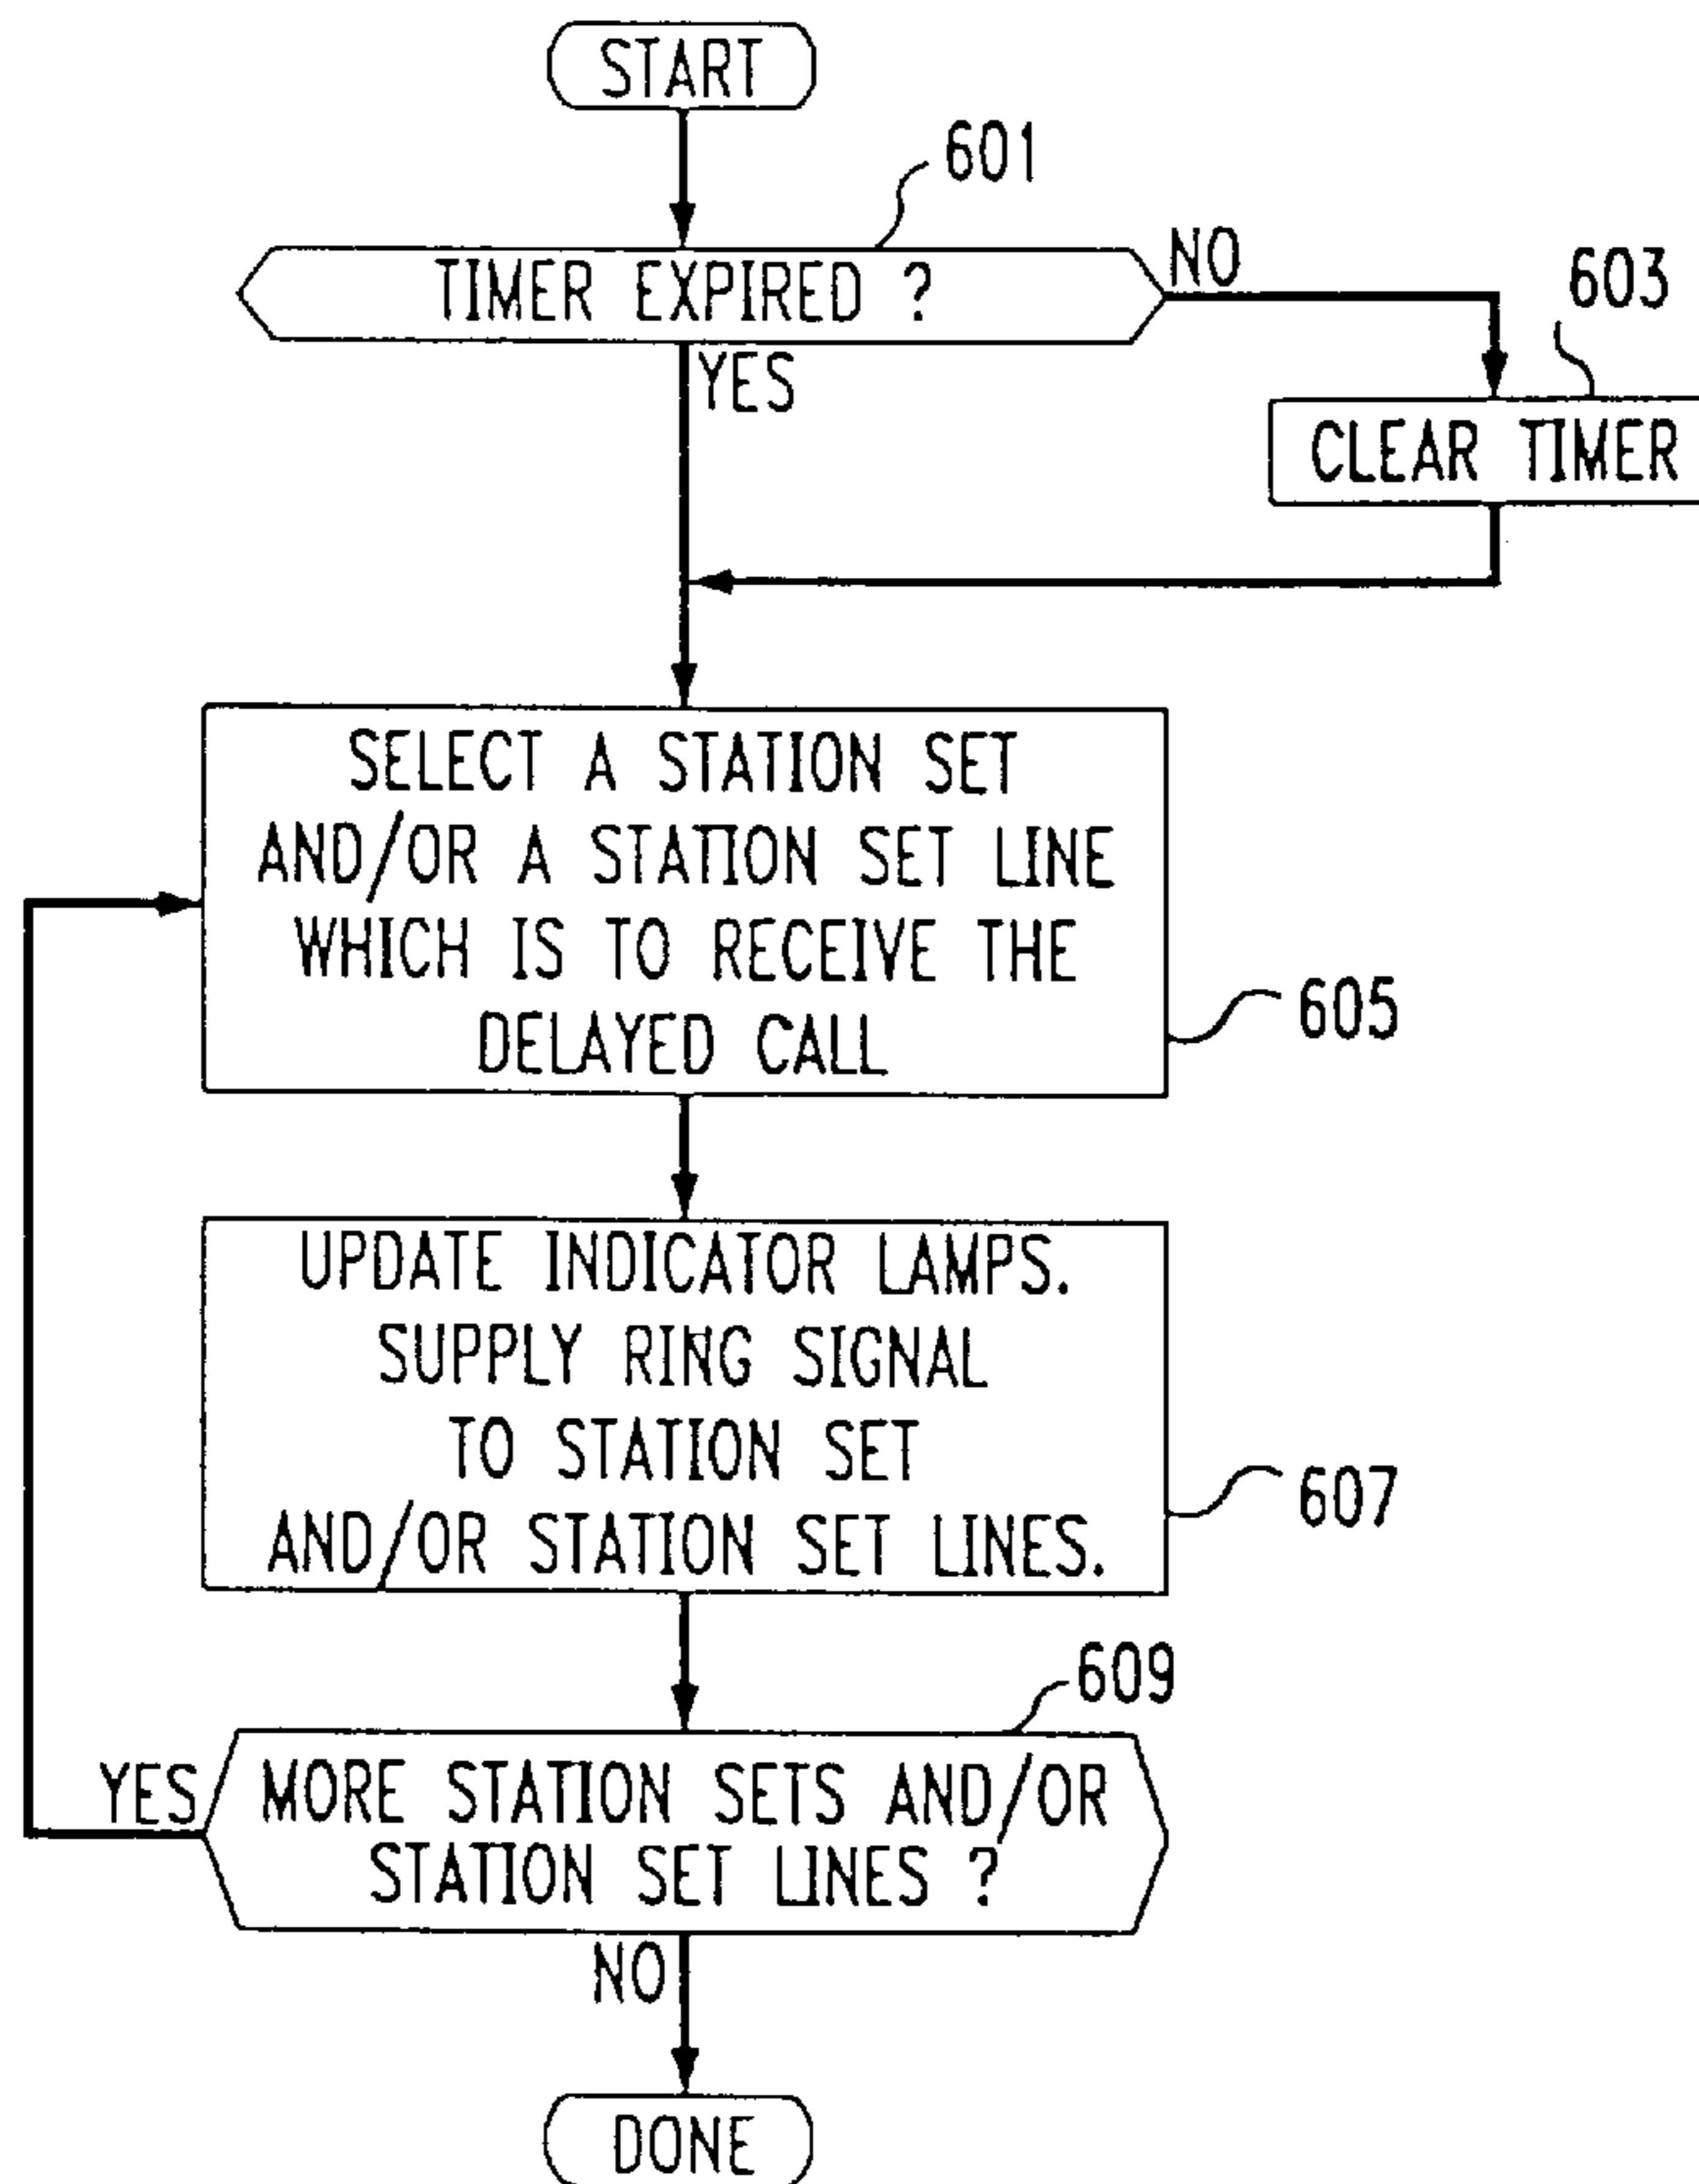 START
601
TIMER EXPIRED ?
NO
603
YES
CLEAR TIMER
SELECT A STATION SET
AND/OR A STATION SET LINE
WHICH IS TO RECEIVE THE
DELAYED CALL
605
UPDATE INDICATOR LAMPS.
SUPPLY RING SIGNAL
TO STATION SET
AND/OR STATION SET LINES.
607
609
YES
MORE STATION SETS AND/OR
STATION SET LINES ?
NO
DONE